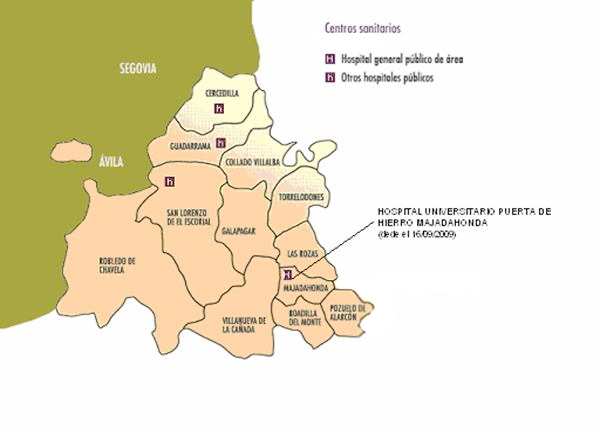 Centros sanitarios
H Hospital general público de área
h Otros hospitales públicos
SEGOVIA
CERCEDILLA
h
GUADARRAMA
h
ÁVILA
COLLADO VILLALBA
h
TORRELODONES
SAN LORENZO
DE EL ESCORIAL
GALAPAGAR
HOSPITAL UNIVERSITARIO PUERTA DE
HIERRO MAJADAHONDA
(dede el 16/09/2009)
ROBLEDO DE
CHAVELA
LAS ROZAS
H
MAJADAHONDA
VILLANUEVA DE
LA CAÑADA
BOADILLA
DEL MONTE
POZUELO DE
ALARCÓN